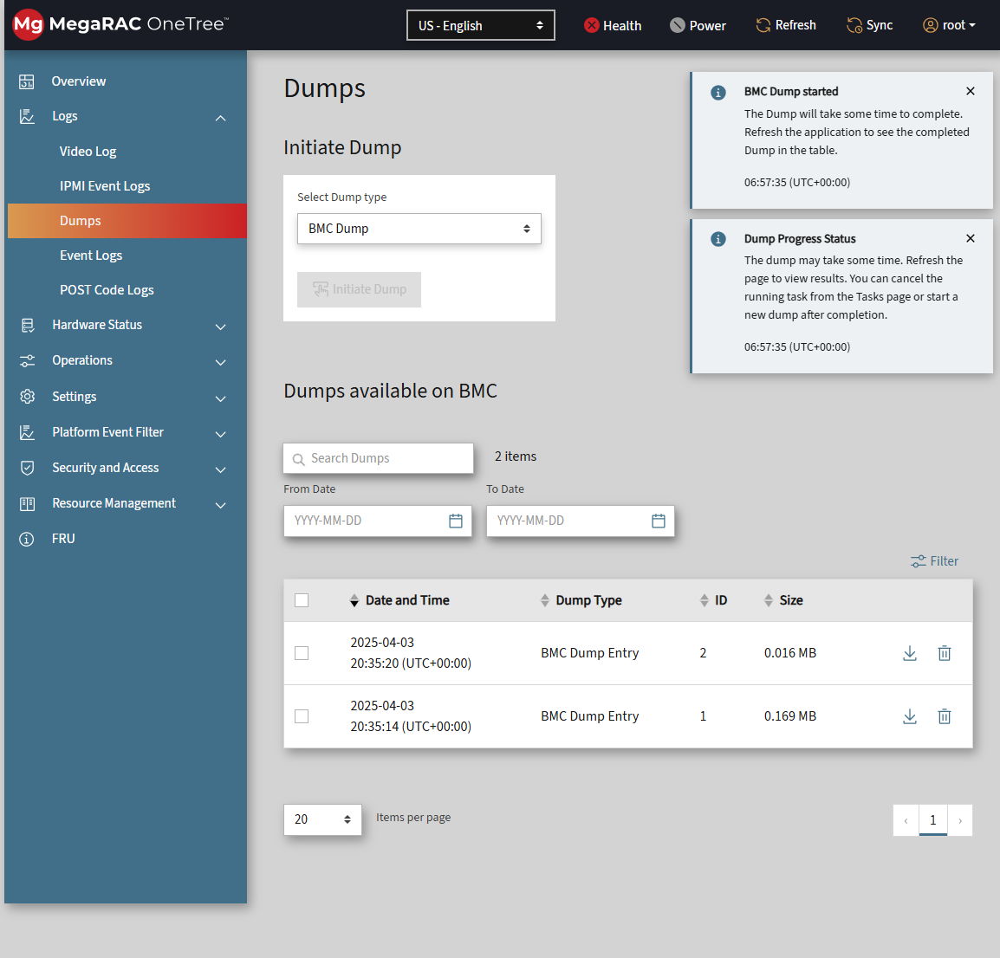 Mg MegaRAC OneTree™
US - English
Health
Power
Refresh
Sync
root
Overview
Logs
Video Log
IPMI Event Logs
Dumps
Event Logs
POST Code Logs
Hardware Status
Operations
Settings
Platform Event Filter
Security and Access
Resource Management
FRU
Dumps
Initiate Dump
Select Dump type
BMC Dump
Initiate Dump
BMC Dump started
The Dump will take some time to complete.
Refresh the application to see the completed
Dump in the table.
06:57:35 (UTC+00:00)
Dump Progress Status
The dump may take some time. Refresh the
page to view results. You can cancel the
running task from the Tasks page or start a
new dump after completion.
06:57:35 (UTC+00:00)
Dumps available on BMC
Search Dumps
2 items
From Date
To Date
YYYY-MM-DD
YYYY-MM-DD
Filter
Date and Time Dump Type ID Size
2025-04-03
20:35:20 (UTC+00:00)
BMC Dump Entry
2
0.016 MB
2025-04-03
20:35:14 (UTC+00:00)
BMC Dump Entry
1
0.169 MB
20
Items per page
‹ 1 ›